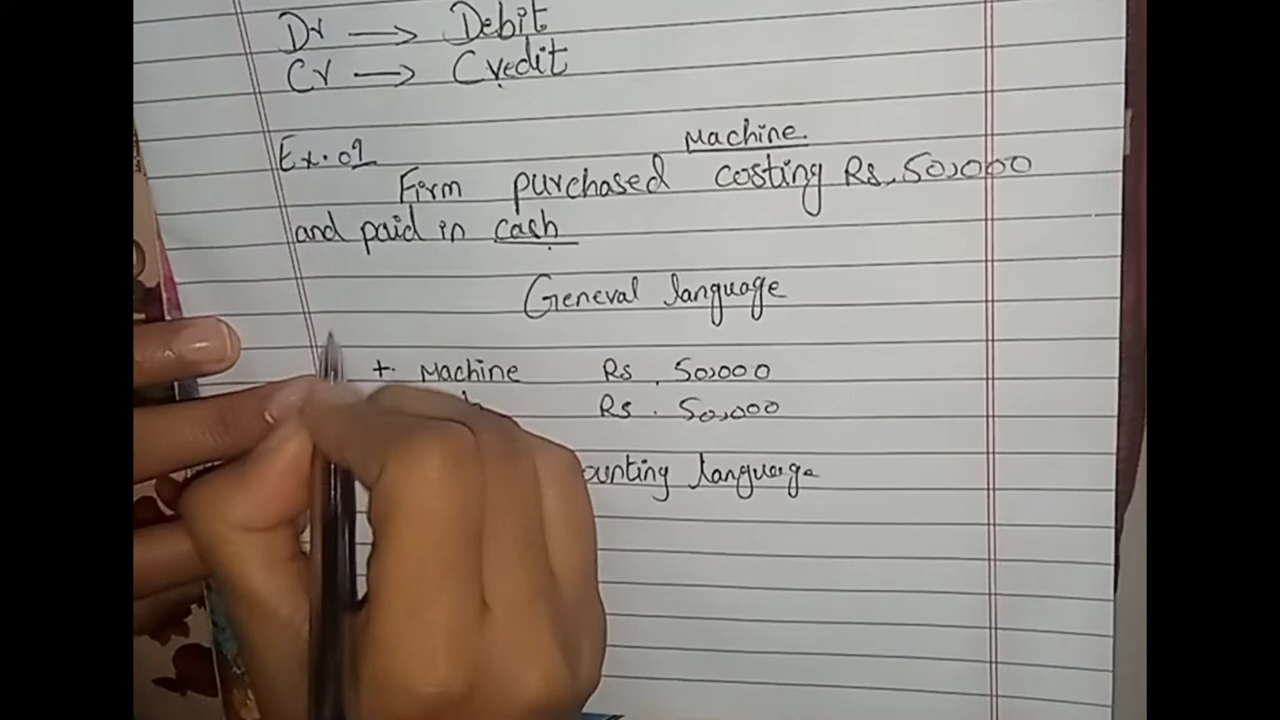 Dr → Debit
Cr → Credit
Ex. 01
Machine.
Firm purchased costing Rs. 50,000
and paid in cash
General language
+ Machine Rs. 50,000
Rs. 50,000
language